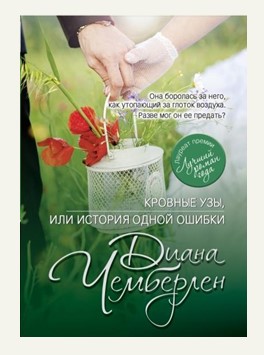 Она боролась за него,
как утопающий за глоток воздуха.
Разве мог он ее предать?
лауреат премии
Лучший
роман
года
КРОВНЫЕ УЗЫ,
ИЛИ ИСТОРИЯ ОДНОЙ ОШИБКИ
Диана
Чемберлен